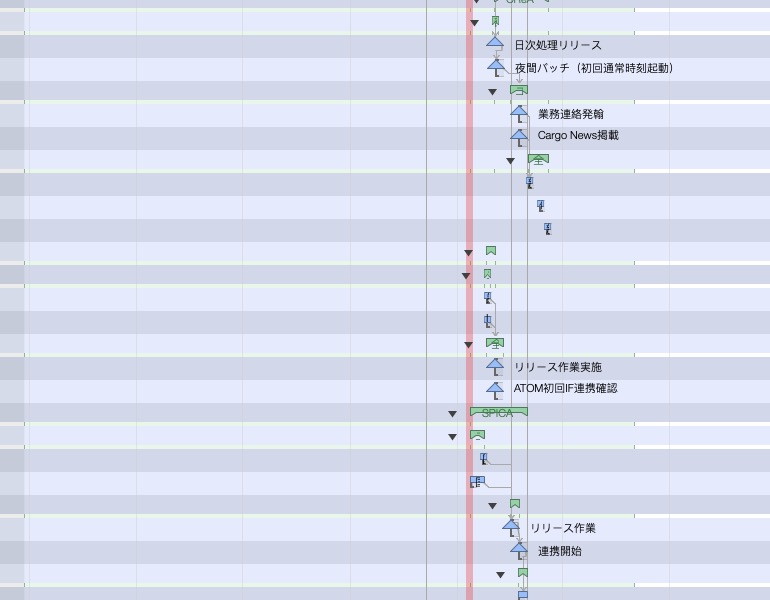 日次処理リリース
夜間バッチ（初回通常時刻起動）
業務連絡発翰
Cargo News掲載
リリース作業実施
ATOM初回IF連携確認
SPICA
リリース作業
連携開始